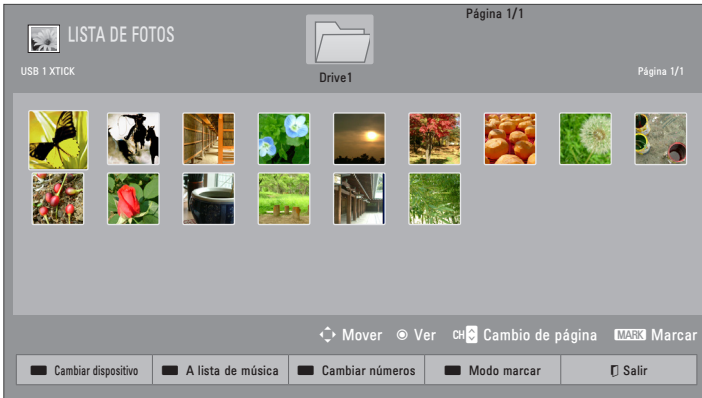 Página 1/1
LISTA DE FOTOS
USB 1 XTICK
Drive1
Página 1/1
Mover Ver CH Cambio de página MARK Marcar
Cambiar dispositivo A lista de música Cambiar números Modo marcar Salir